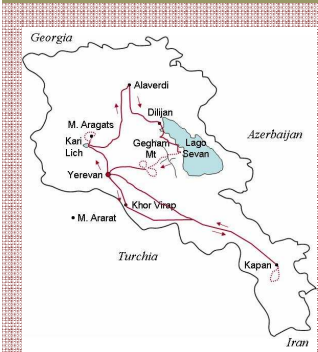 Georgia
Alaverdi
Dilijan
M. Aragats
Kari
Lich
Gegham
Mt
Lago
Sevan
Azerbaijan
Yerevan
Khor Virap
M. Ararat
Turchia
Kapan
Iran